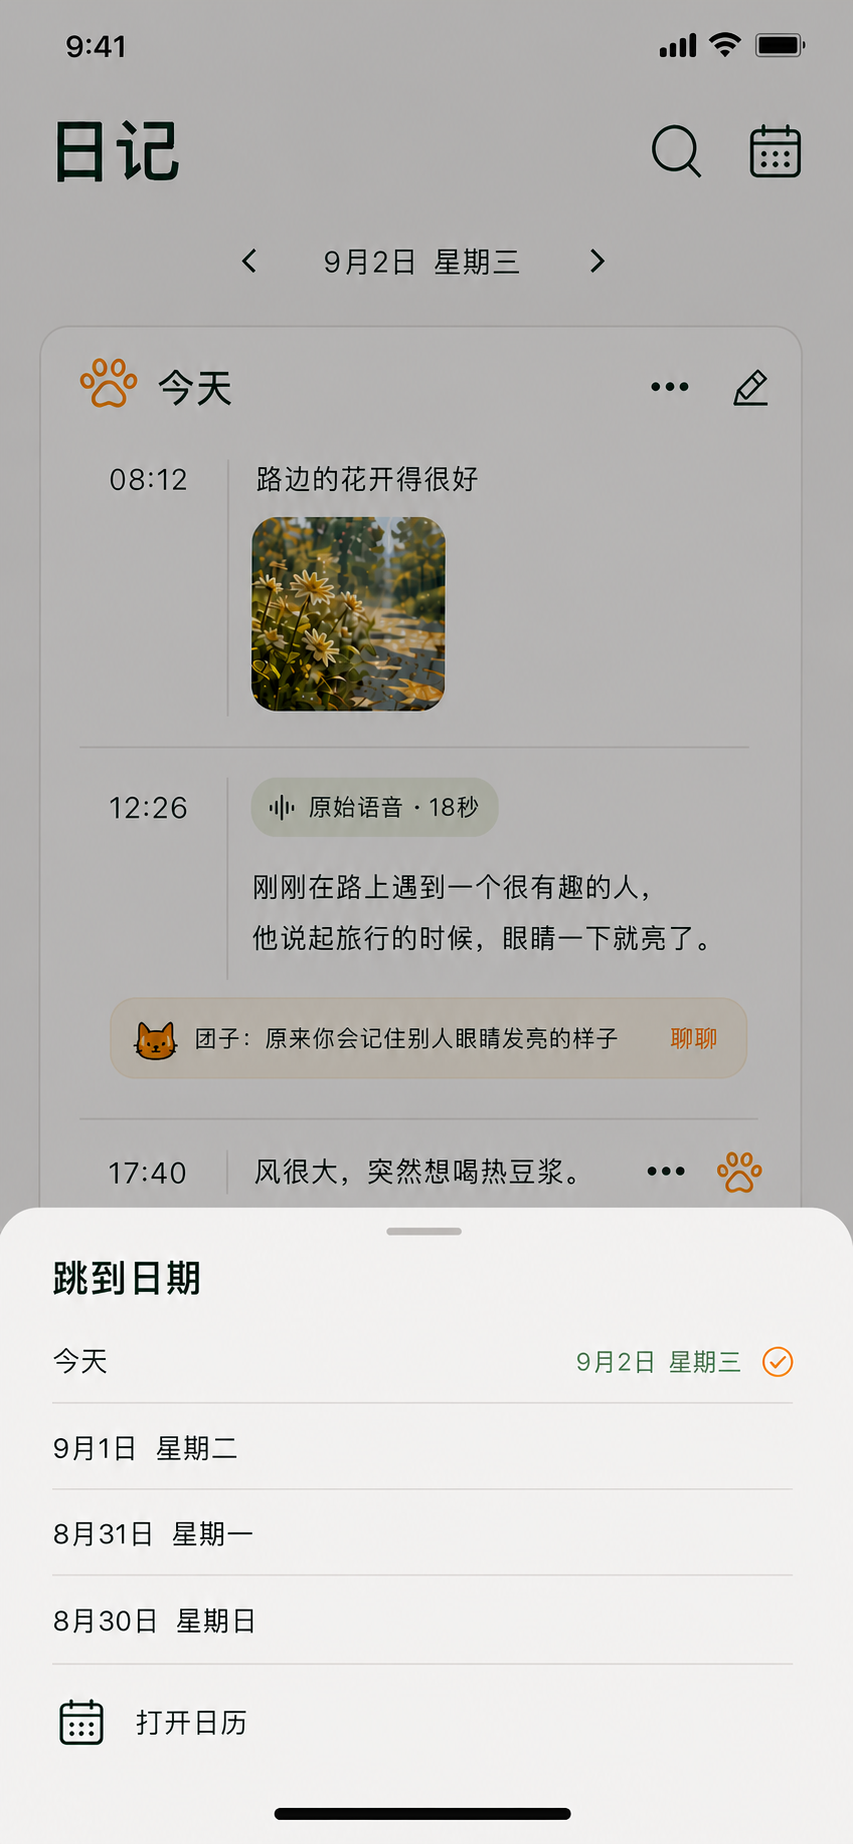 9:41
日记
9月2日 星期三
今天
08:12
路边的花开得很好
12:26
原始语音 · 18秒
刚刚在路上遇到一个很有趣的人，
他说起旅行的时候，眼睛一下就亮了。
团子：原来你会记住别人眼睛发亮的样子
聊聊
17:40
风很大，突然想喝热豆浆。
跳到日期
今天
9月2日 星期三
9月1日 星期二
8月31日 星期一
8月30日 星期日
打开日历